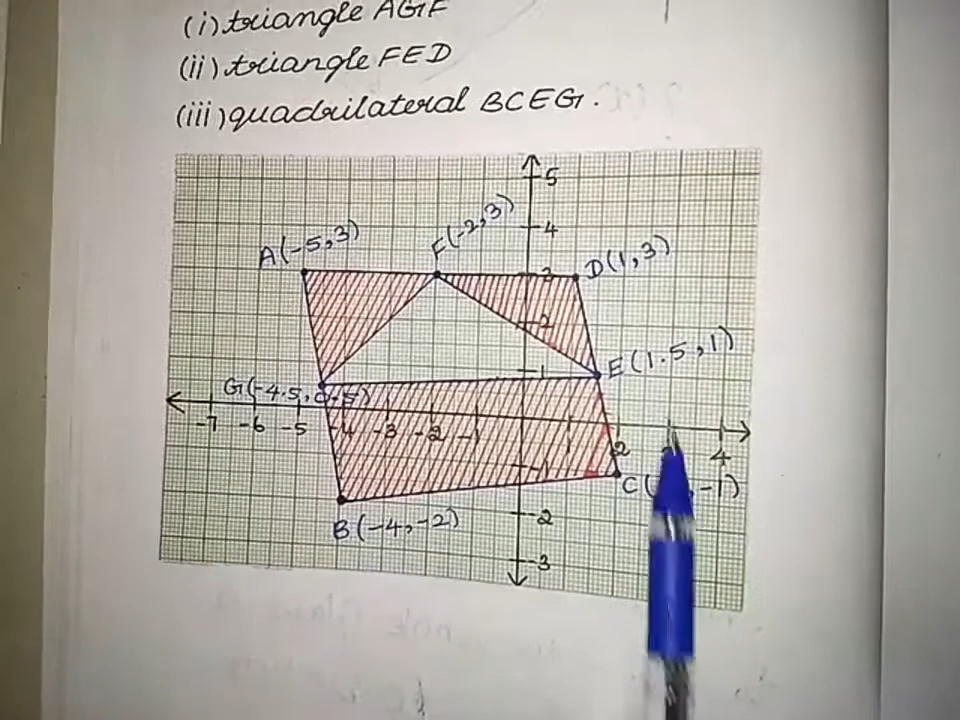 (i) triangle AGF
(ii) triangle FED
(iii) quadrilateral BCEG.
5
F(-2,3)
4
A(-5,3)
D(1,3)
3
2
E(1.5,1)
1
G(-4.5,0.5)
-7 -6 -5 -4 -3 -2 -1 2 4
-1
C( , -1)
B(-4,-2)
-2
-3